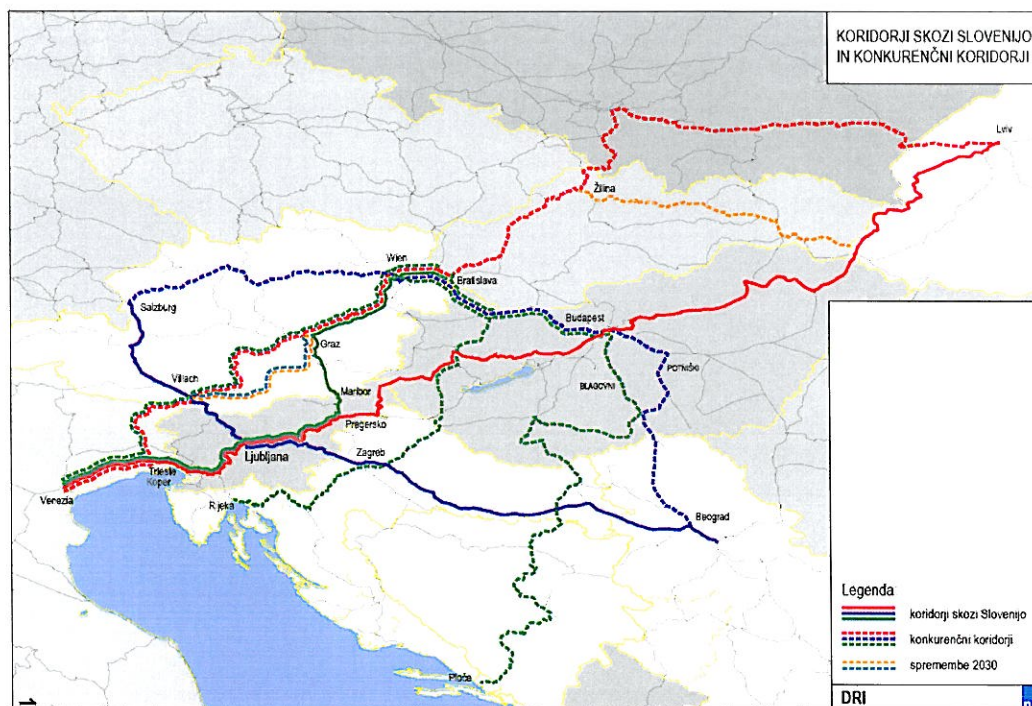 KORIDORJI SKOZI SLOVENIJO
IN KONKURENČNI KORIDORJI
Lviv
Žilina
Wien
Bratislava
Salzburg
Budapest
Graz
POTNIŠKI
Villach
BLAGOVNI
Maribor
Pragersko
Ljubljana
Zagreb
Trieste
Koper
Venezia
Rijeka
Beograd
Ploče
Legenda
koridorji skozi Slovenijo
konkurenčni koridorji
spremembe 2030
DRI
1